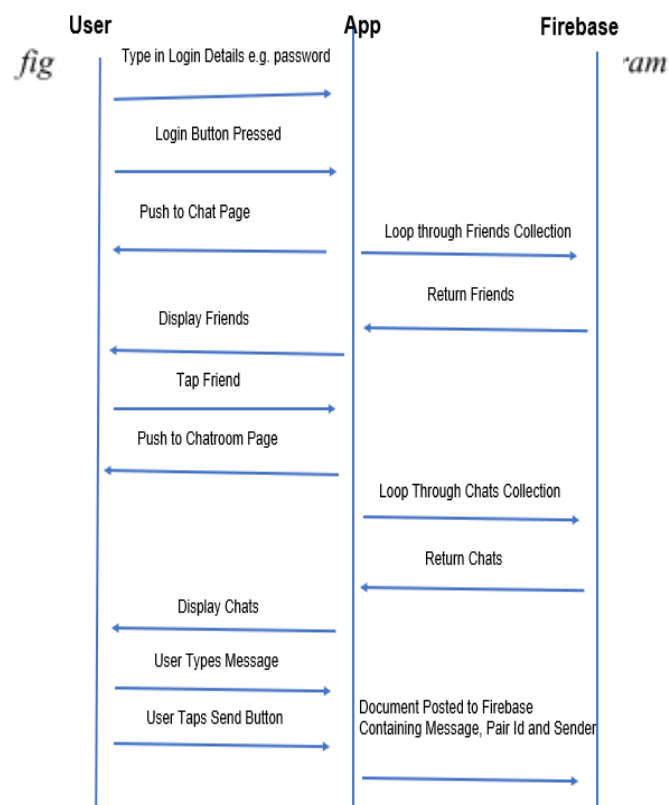 User App Firebase
fig
Type in Login Details e.g. password
Login Button Pressed
Push to Chat Page
Loop through Friends Collection
Return Friends
Display Friends
Tap Friend
Push to Chatroom Page
Loop Through Chats Collection
Return Chats
Display Chats
User Types Message
User Taps Send Button
Document Posted to Firebase
Containing Message, Pair Id and Sender